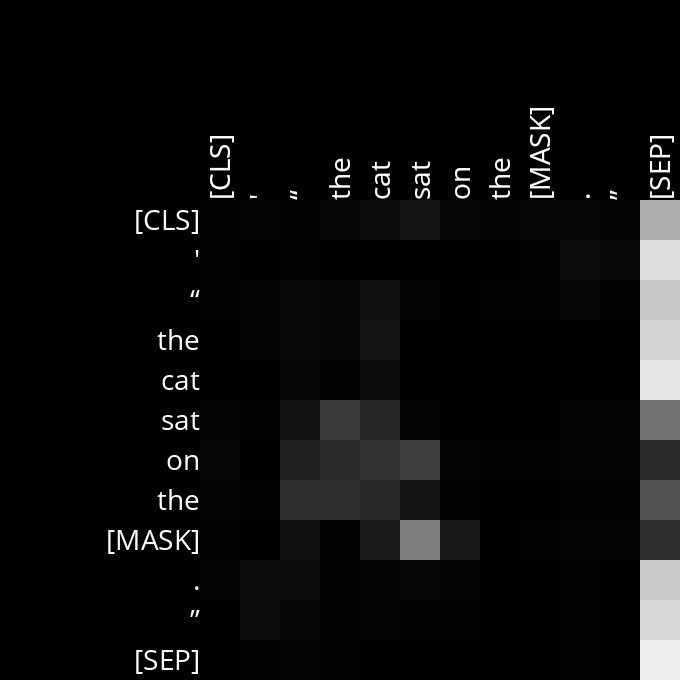 [CLS] ' “ the cat sat on the [MASK] . ” [SEP]
[CLS]
'
“
the
cat
sat
on
the
[MASK]
.
”
[SEP]